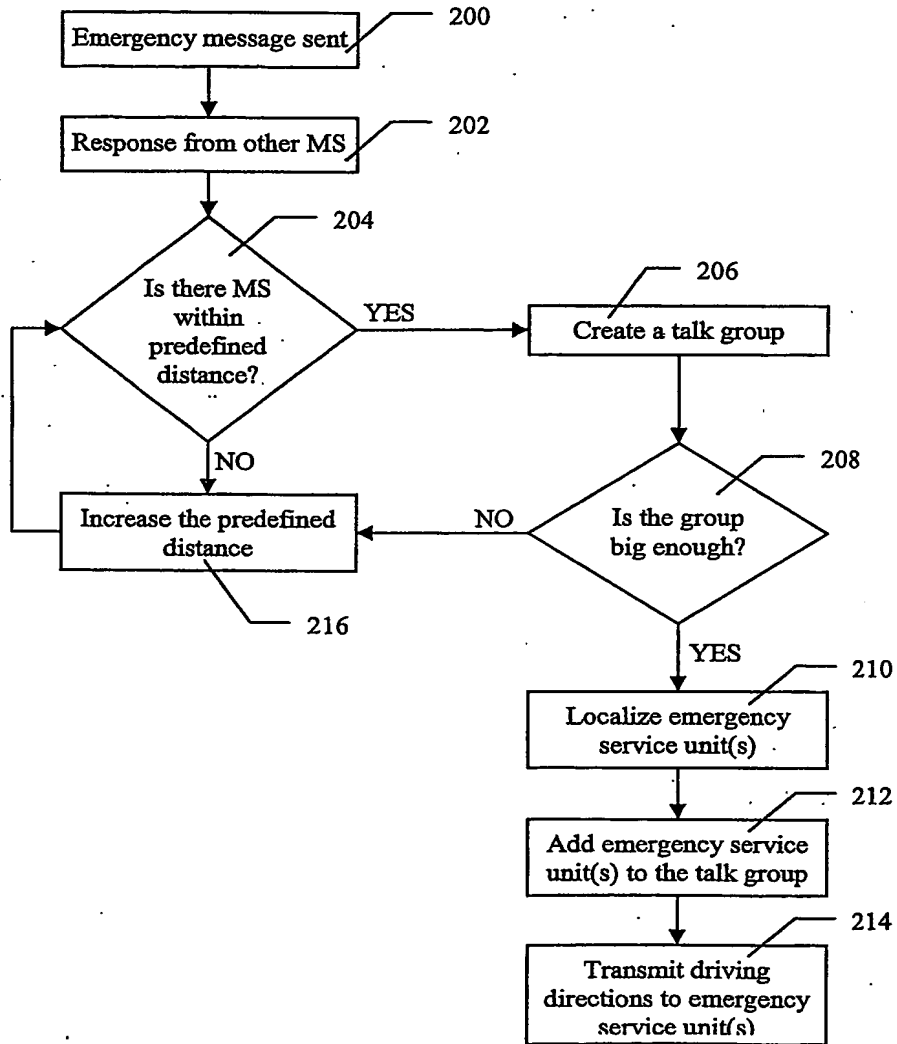 200
Emergency message sent
202
Response from other MS
204
Is there MS
within
predefined
distance?
YES
206
Create a talk group
NO
208
Is the group
big enough?
NO
Increase the predefined
distance
216
YES
210
Localize emergency
service unit(s)
212
Add emergency service
unit(s) to the talk group
214
Transmit driving
directions to emergency
service unit(s)